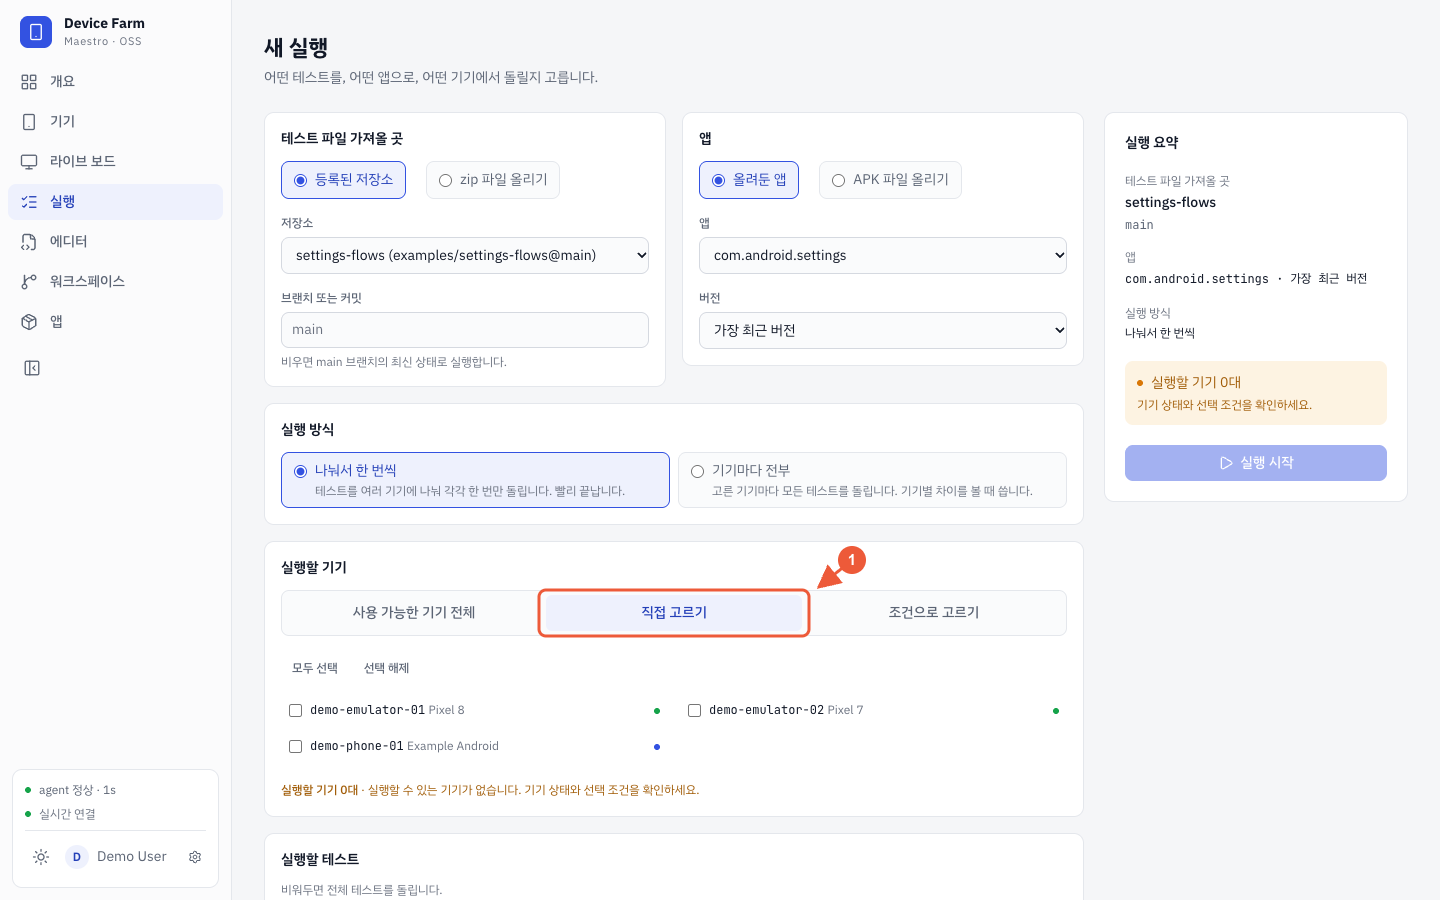 Device Farm
Maestro · OSS
개요
기기
라이브 보드
실행
에디터
워크스페이스
앱
agent 정상 · 1s
실시간 연결
D Demo User
새 실행
어떤 테스트를, 어떤 앱으로, 어떤 기기에서 돌릴지 고릅니다.
테스트 파일 가져올 곳
등록된 저장소
zip 파일 올리기
저장소
settings-flows (examples/settings-flows@main)
브랜치 또는 커밋
main
비우면 main 브랜치의 최신 상태로 실행합니다.
앱
올려둔 앱
APK 파일 올리기
앱
com.android.settings
버전
가장 최근 버전
실행 방식
나눠서 한 번씩
테스트를 여러 기기에 나눠 각각 한 번만 돌립니다. 빨리 끝납니다.
기기마다 전부
고른 기기마다 모든 테스트를 돌립니다. 기기별 차이를 볼 때 씁니다.
실행할 기기
1
사용 가능한 기기 전체
직접 고르기
조건으로 고르기
모두 선택
선택 해제
demo-emulator-01 Pixel 8
demo-emulator-02 Pixel 7
demo-phone-01 Example Android
실행할 기기 0대 · 실행할 수 있는 기기가 없습니다. 기기 상태와 선택 조건을 확인하세요.
실행할 테스트
비워두면 전체 테스트를 돌립니다.
실행 요약
테스트 파일 가져올 곳
settings-flows
main
앱
com.android.settings · 가장 최근 버전
실행 방식
나눠서 한 번씩
실행할 기기 0대
기기 상태와 선택 조건을 확인하세요.
실행 시작